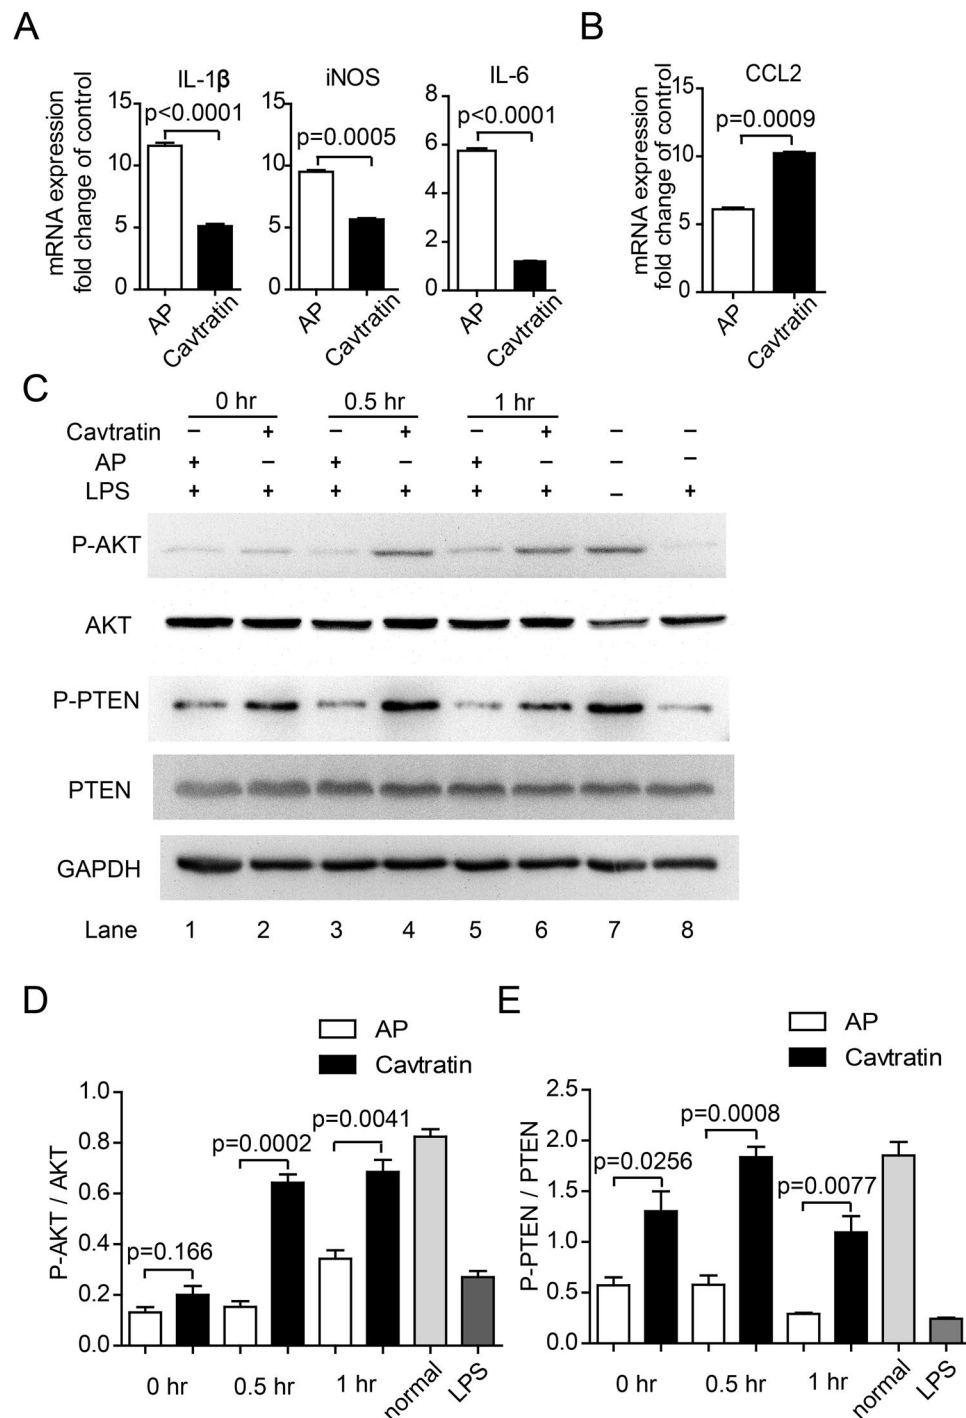 A
B
IL-1β
iNOS
IL-6
CCL2
mRNA expression
fold change of control
15
10
5
0
p<0.0001
AP
Cavtratin
15
10
5
0
p=0.0005
AP
Cavtratin
8
6
4
2
0
p<0.0001
AP
Cavtratin
mRNA expression
fold change of control
15
10
5
0
p=0.0009
AP
Cavtratin
C
0 hr 0.5 hr 1 hr
Cavtratin − + − + − + − −
AP + − + − + − − −
LPS + + + + + + − +
P-AKT
AKT
P-PTEN
PTEN
GAPDH
Lane 1 2 3 4 5 6 7 8
D
AP
Cavtratin
P-AKT / AKT
1.0
0.8
0.6
0.4
0.2
0.0
p=0.166
p=0.0002
p=0.0041
0 hr 0.5 hr 1 hr normal LPS
E
AP
Cavtratin
P-PTEN / PTEN
2.5
2.0
1.5
1.0
0.5
0.0
p=0.0256
p=0.0008
p=0.0077
0 hr 0.5 hr 1 hr normal LPS